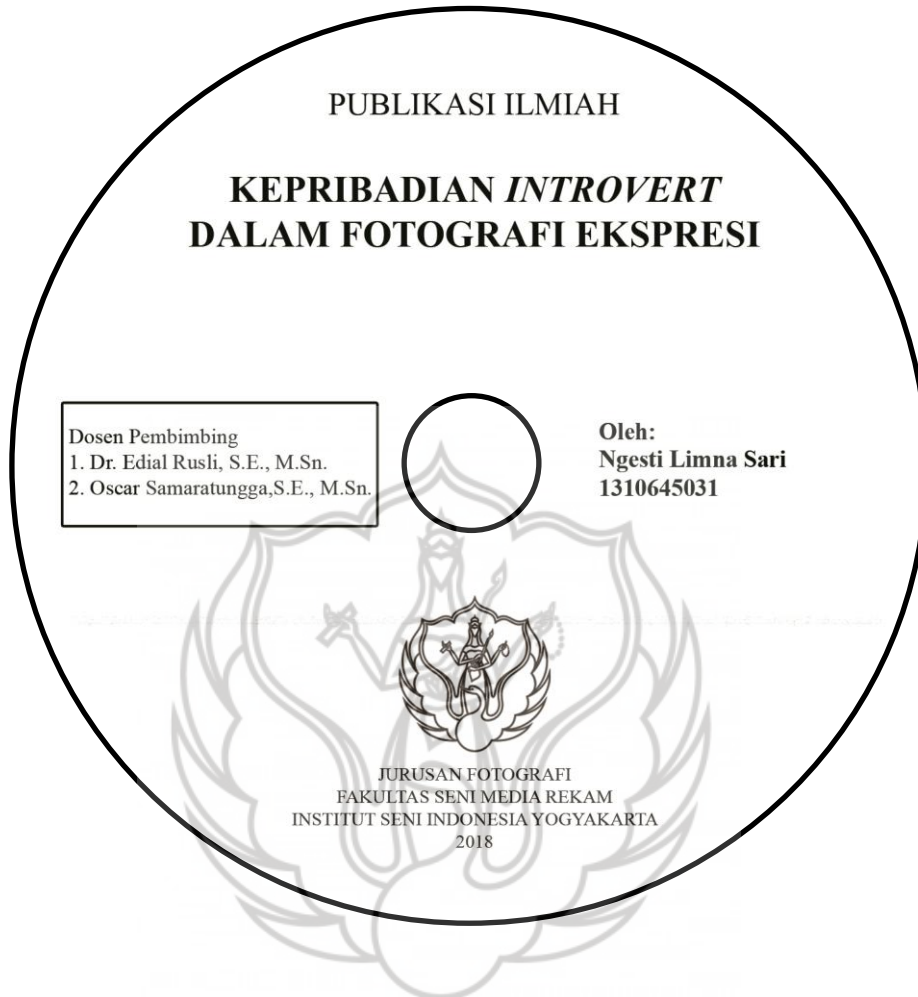 PUBLIKASI ILMIAH
KEPRIBADIAN INTROVERT
DALAM FOTOGRAFI EKSPRESI
Dosen Pembimbing
1. Dr. Edial Rusli, S.E., M.Sn.
2. Oscar Samaratungga,S.E., M.Sn.
Oleh:
Ngesti Limna Sari
1310645031
JURUSAN FOTOGRAFI
FAKULTAS SENI MEDIA REKAM
INSTITUT SENI INDONESIA YOGYAKARTA
2018